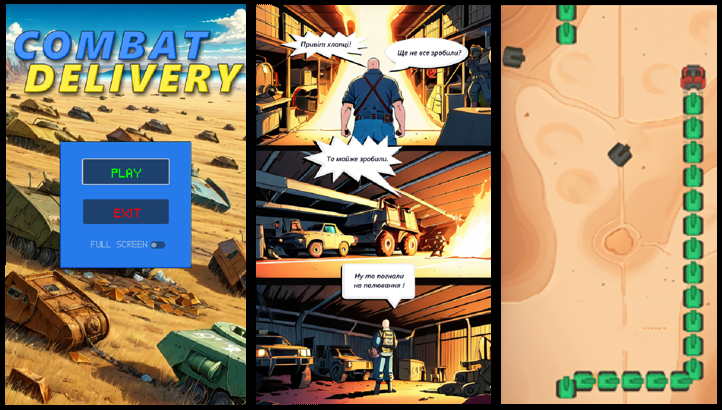 COMBAT
DELIVERY
PLAY
EXIT
FULL SCREEN
Привіт хлопці!
Ще не все зробили?
Та майже зробили.
Ну то погнали
на полювання !